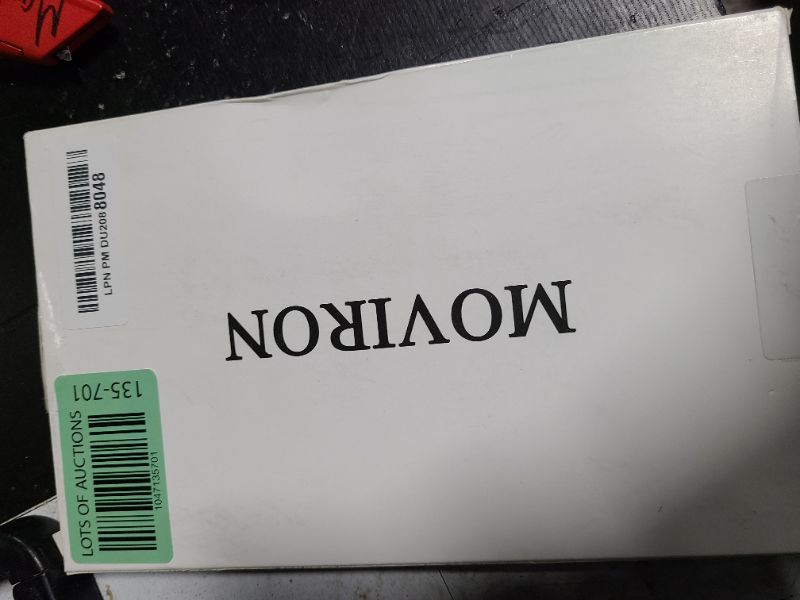 MOVIRON
LPN PM DU208 8048
135-701
LOTS OF AUCTIONS
1047135701